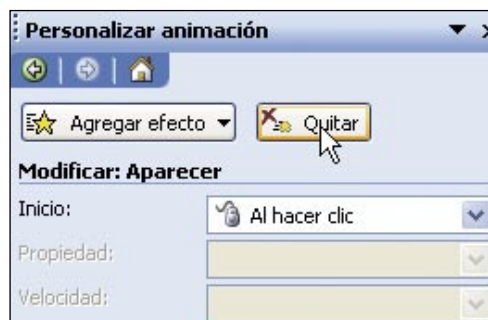 Personalizar animación
Agregar efecto Quitar
Modificar: Aparecer
Inicio: Al hacer clic
Propiedad:
Velocidad: